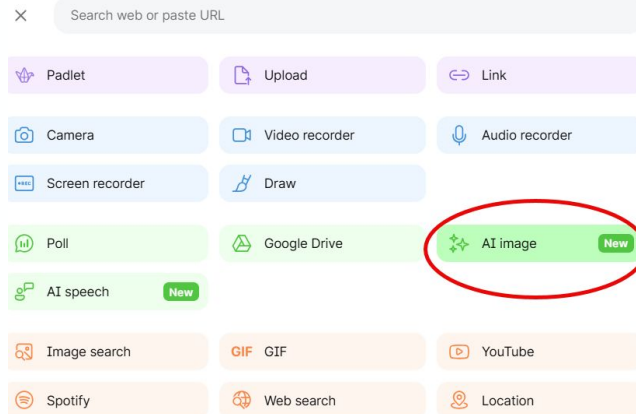 Search web or paste URL
Padlet
Upload
Link
Camera
Video recorder
Audio recorder
REC
Screen recorder
Draw
Poll
Google Drive
AI image
New
AI speech
New
Image search
GIF GIF
YouTube
Spotify
Web search
Location